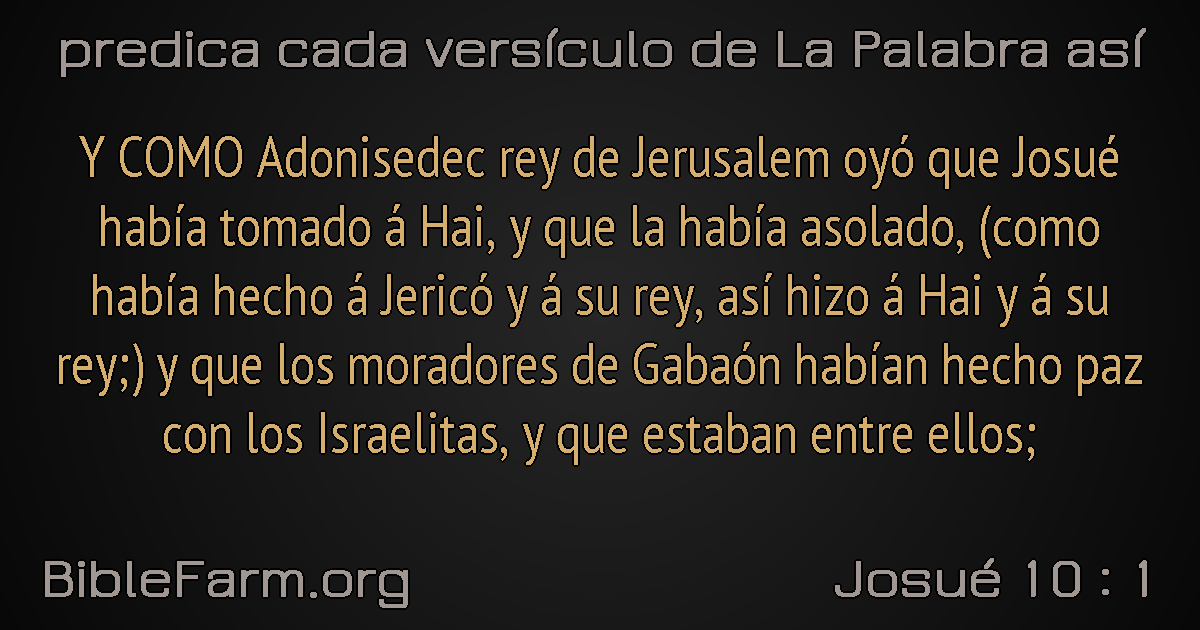 predica cada versículo de La Palabra así
Y COMO Adonisedec rey de Jerusalem oyó que Josué
había tomado á Hai, y que la había asolado, (como
había hecho á Jericó y á su rey, así hizo á Hai y á su
rey;) y que los moradores de Gabaón habían hecho paz
con los Israelitas, y que estaban entre ellos;
BibleFarm.org
Josué 10 : 1